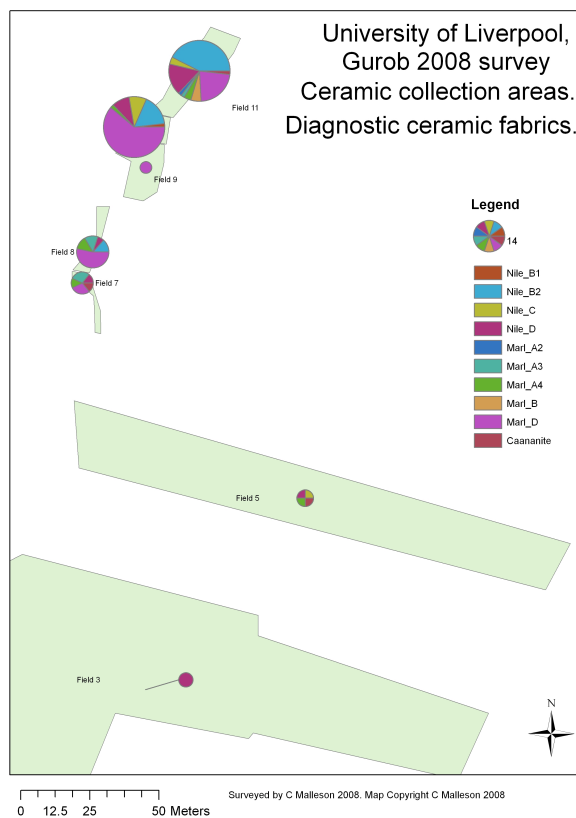 University of Liverpool,
Gurob 2008 survey
Ceramic collection areas.
Diagnostic ceramic fabrics.
Field 11
Field 9
Field 8
Field 7
Legend
14
Nile_B1
Nile_B2
Nile_C
Nile_D
Marl_A2
Marl_A3
Marl_A4
Marl_B
Marl_D
Caananite
Field 5
Field 3
N
0 12.5 25 50 Meters
Surveyed by C Malleson 2008. Map Copyright C Malleson 2008